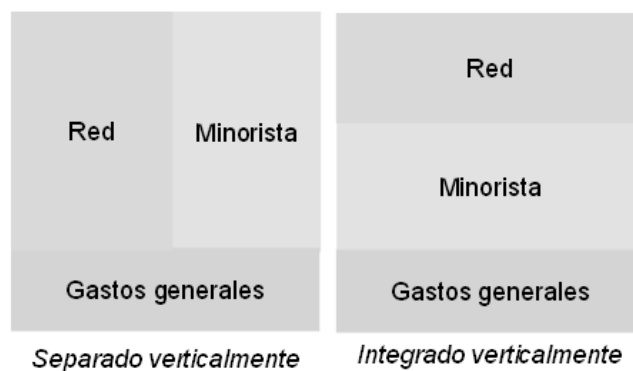 Red
Minorista
Gastos generales
Separado verticalmente
Red
Minorista
Gastos generales
Integrado verticalmente